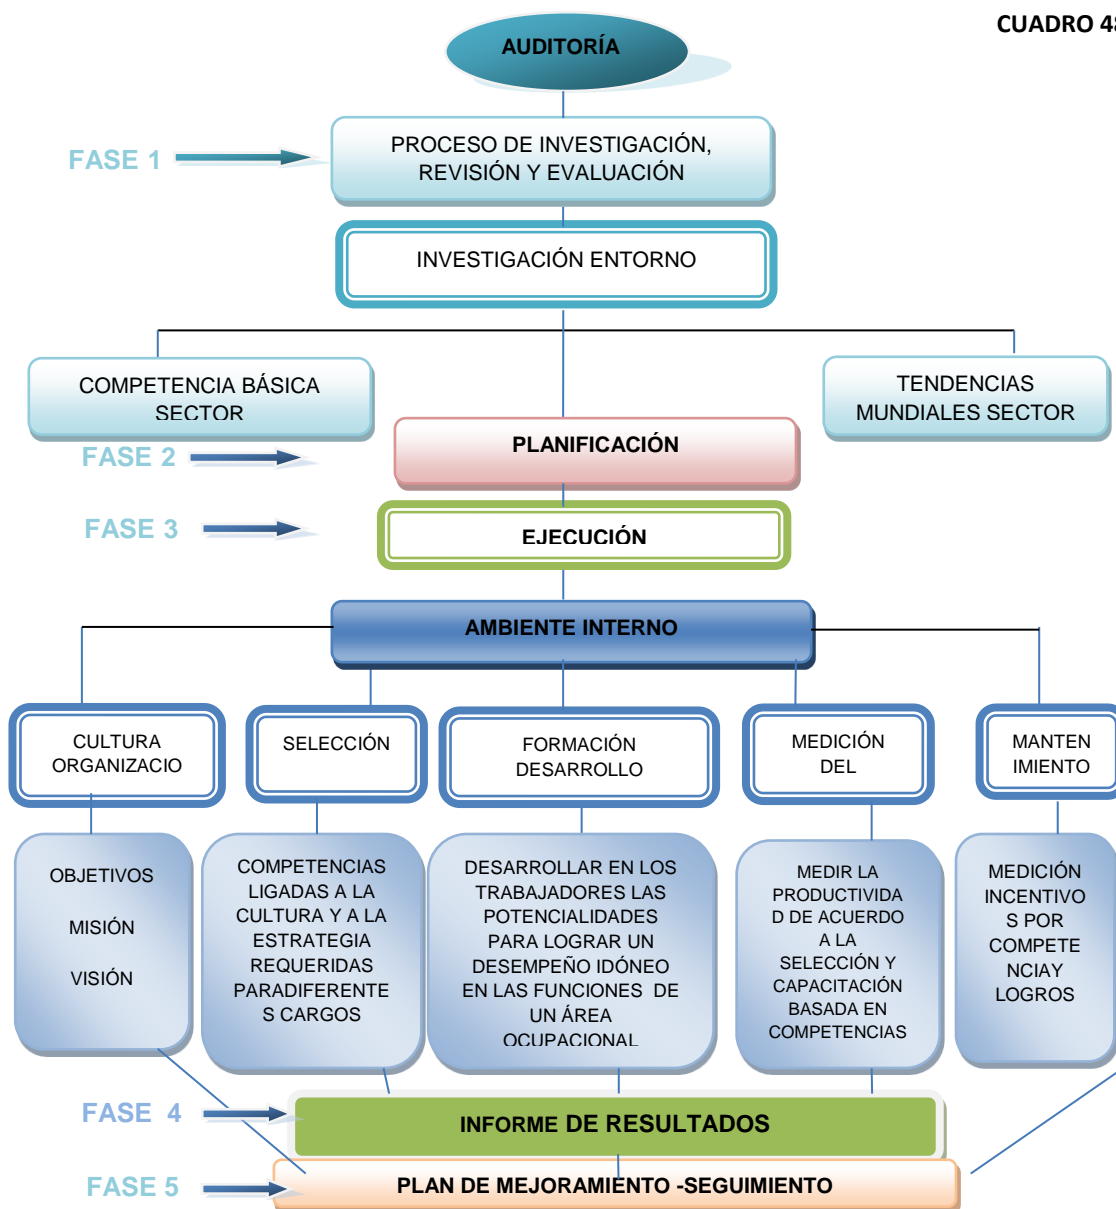 CUADRO 48
AUDITORÍA
FASE 1
PROCESO DE INVESTIGACIÓN,
REVISIÓN Y EVALUACIÓN
INVESTIGACIÓN ENTORNO
COMPETENCIA BÁSICA
SECTOR
TENDENCIAS
MUNDIALES SECTOR
FASE 2
PLANIFICACIÓN
FASE 3
EJECUCIÓN
AMBIENTE INTERNO
CULTURA
ORGANIZACIO
SELECCIÓN
FORMACIÓN
DESARROLLO
MEDICIÓN
DEL
MANTEN
IMIENTO
OBJETIVOS
MISIÓN
VISIÓN
COMPETENCIAS
LIGADAS A LA
CULTURA Y A LA
ESTRATEGIA
REQUERIDAS
PARADIFERENTE
S CARGOS
DESARROLLAR EN LOS
TRABAJADORES LAS
POTENCIALIDADES
PARA LOGRAR UN
DESEMPEÑO IDÓNEO
EN LAS FUNCIONES DE
UN ÁREA
OCUPACIONAL
MEDIR LA
PRODUCTIVIDA
D DE ACUERDO
A LA
SELECCIÓN Y
CAPACITACIÓN
BASADA EN
COMPETENCIAS
MEDICIÓN
INCENTIVO
S POR
COMPETE
NCIAY
LOGROS
FASE 4
INFORME DE RESULTADOS
FASE 5
PLAN DE MEJORAMIENTO -SEGUIMIENTO